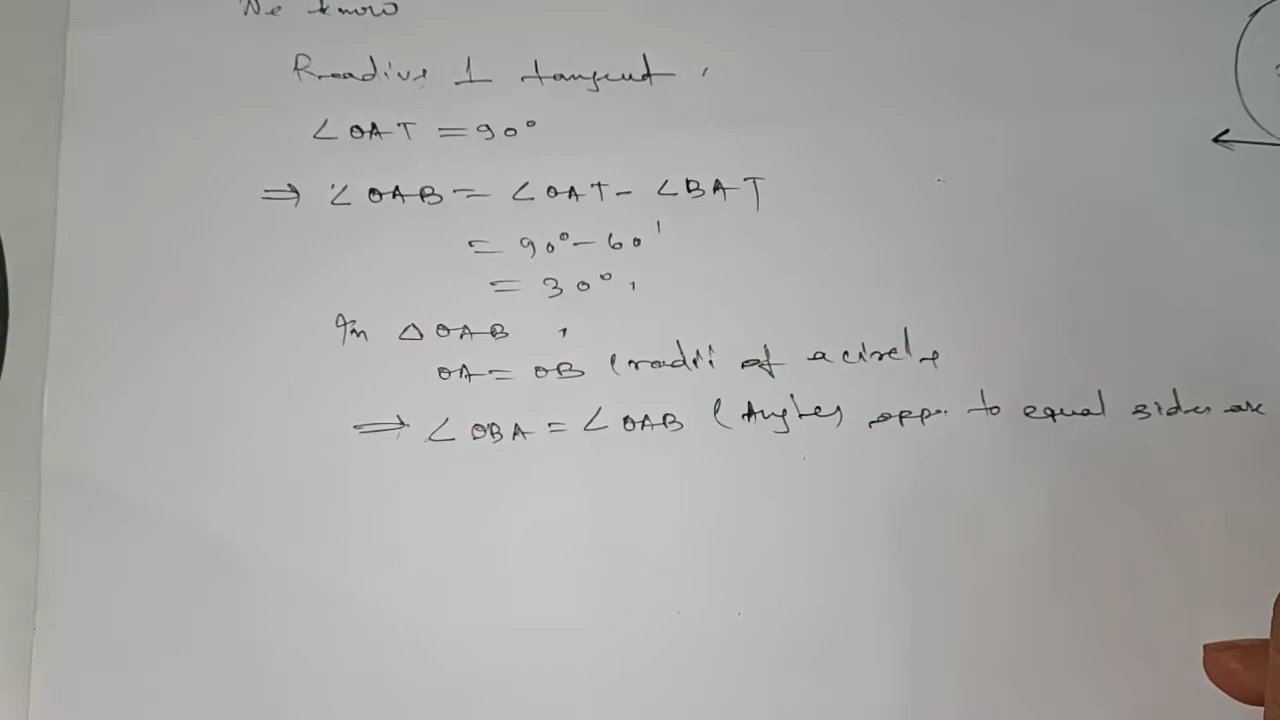 We know
Radius ⊥ tangent,
∠OAT = 90°
⇒ ∠OAB = ∠OAT - ∠BAT
= 90° - 60°
= 30°,
In △OAB,
OA = OB (radii of a circle
⇒ ∠OBA = ∠OAB (Angles oppo. to equal sides are